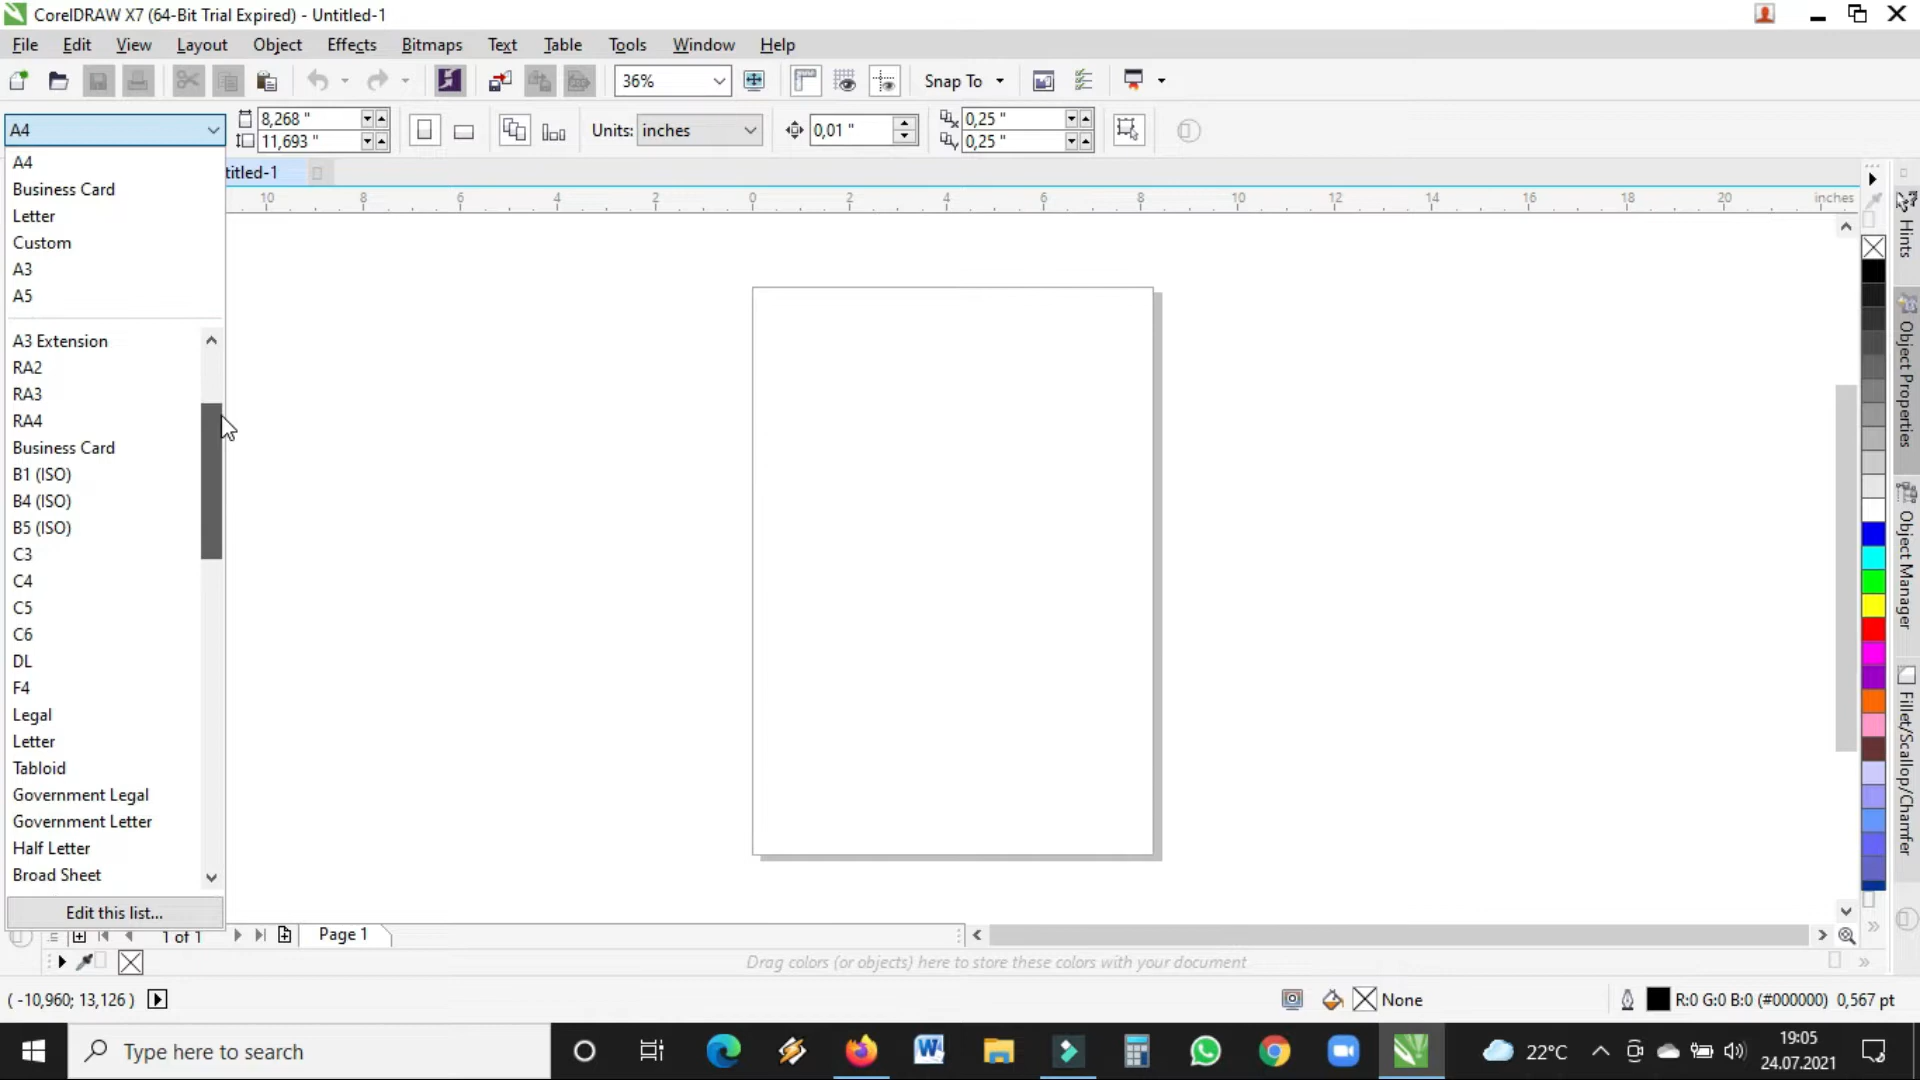 CorelDRAW X7 (64-Bit Trial Expired) - Untitled-1
File Edit View Layout Object Effects Bitmaps Text Table Tools Window Help
36% Snap To
A4 8,268 " 11,693 " Units: inches 0,01 " 0,25 " 0,25 "
A4
Business Card
Letter
Custom
A3
A5
A3 Extension
RA2
RA3
RA4
Business Card
B1 (ISO)
B4 (ISO)
B5 (ISO)
C3
C4
C5
C6
DL
F4
Legal
Letter
Tabloid
Government Legal
Government Letter
Half Letter
Broad Sheet
Edit this list...
titled-1
10 8 6 4 2 0 2 4 6 8 10 12 14 16 18 20 inches
Hints
Object Properties
Object Manager
Fillet/Scallop/Chamfer
1 of 1 Page 1
Drag colors (or objects) here to store these colors with your document
( -10,960; 13,126 ) None R:0 G:0 B:0 (#000000) 0,567 pt
Type here to search 22°C 19:05
24.07.2021